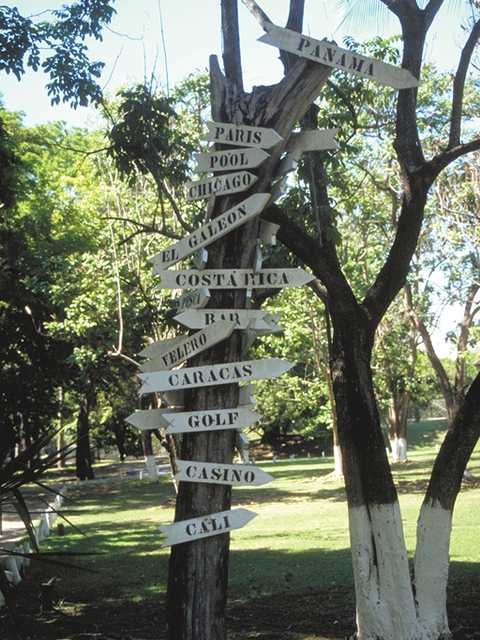 PANAMA
PARIS
POOL
CHICAGO
EL GALEON
COSTA RICA
BAR
VELERO
CARACAS
GOLF
CASINO
CALI